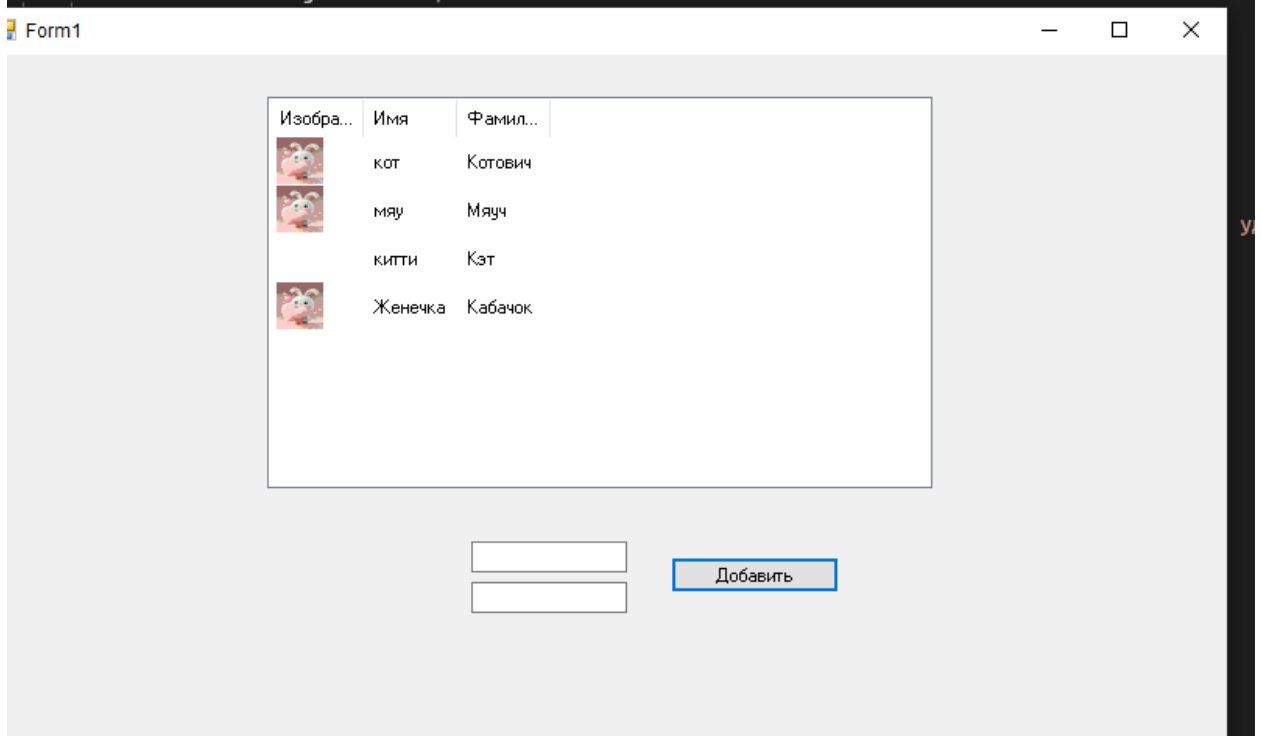 Form1
Изобра... Имя Фамил...
кот Котович
мяу Мяуч
китти Кэт
Женечка Кабачок
Добавить